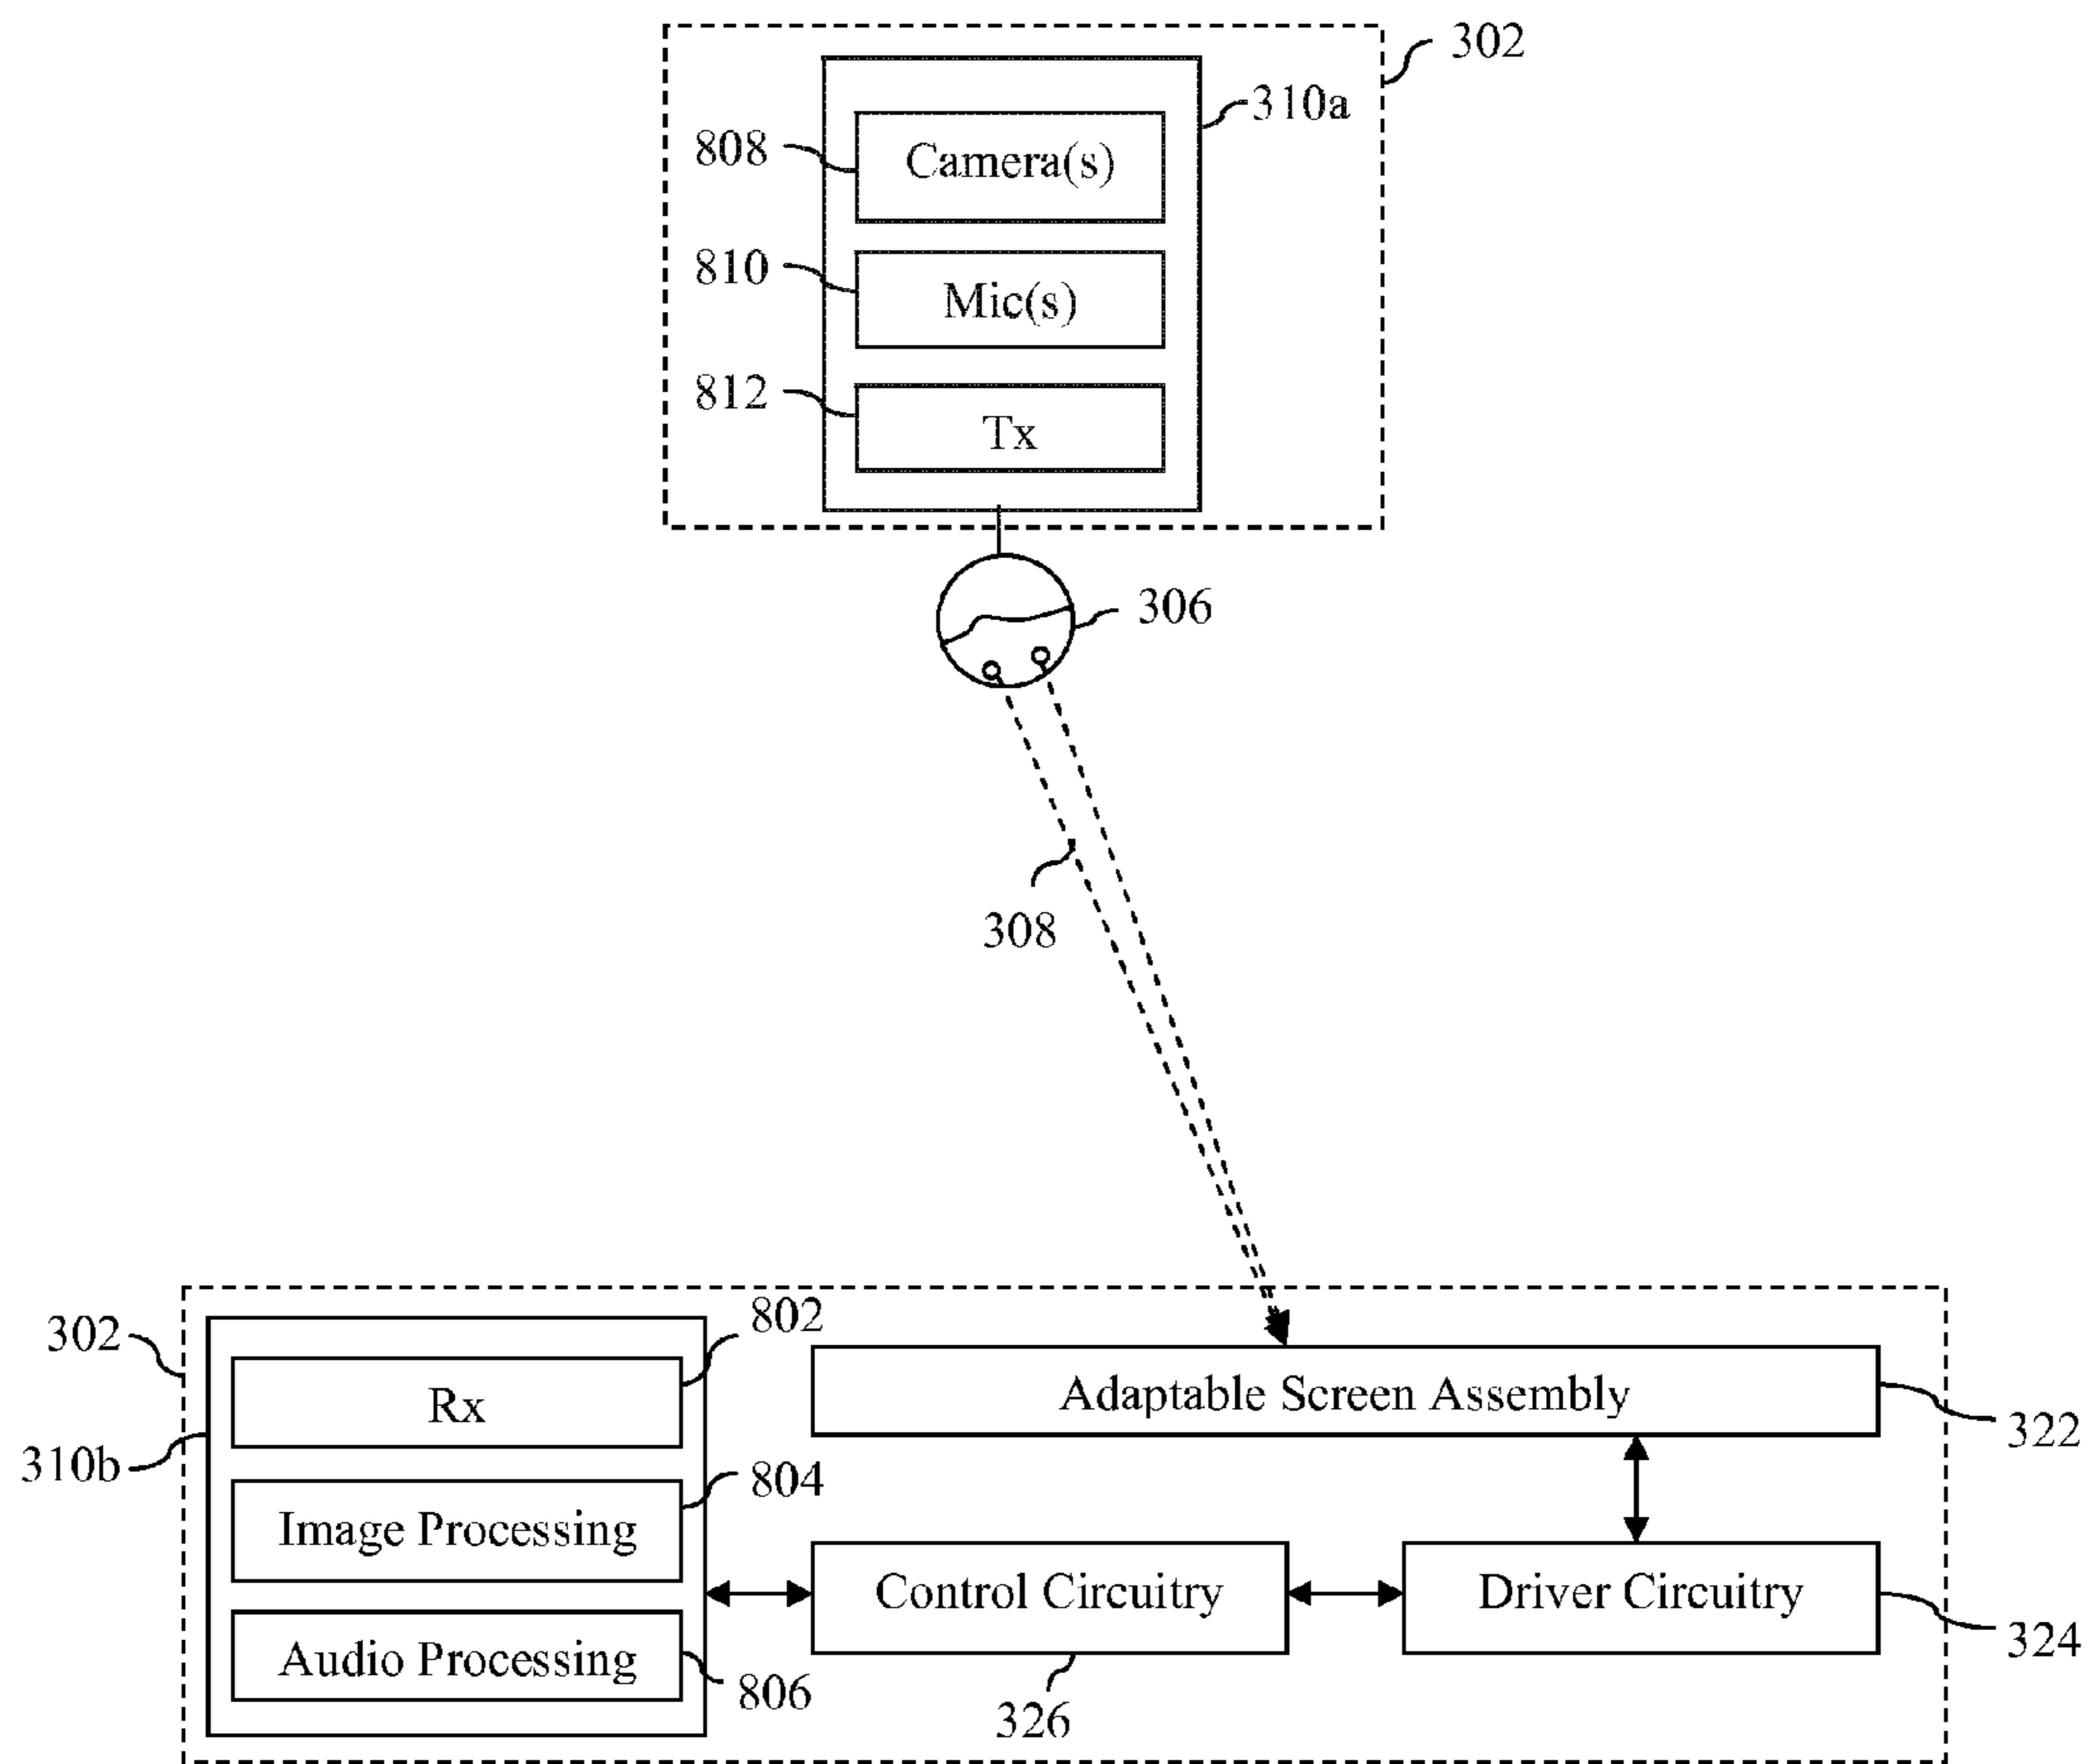 302
310a
808
Camera(s)
810
Mic(s)
812
Tx
306
308
302
802
Rx
Adaptable Screen Assembly
322
310b
804
Image Processing
Control Circuitry
Driver Circuitry
324
Audio Processing
806
326